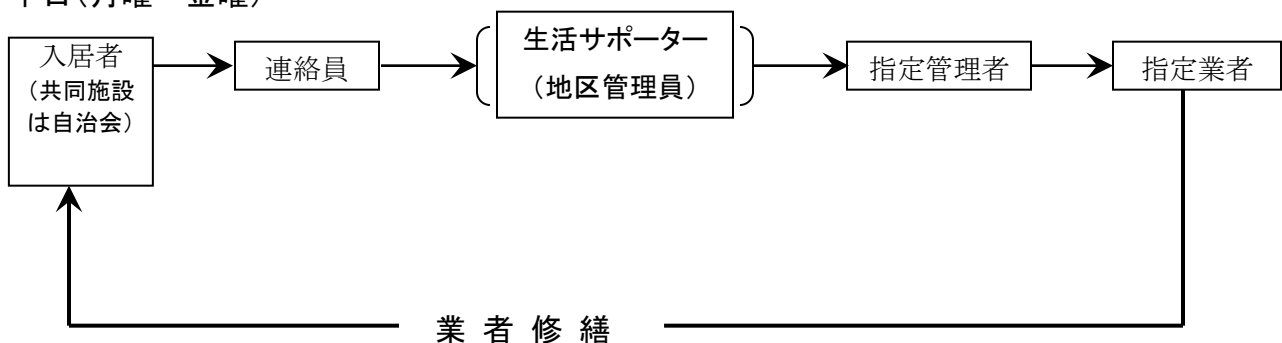 入居者
(共同施設
は自治会)
連絡員
生活サポーター
(地区管理員)
指定管理者
指定業者
業者修繕